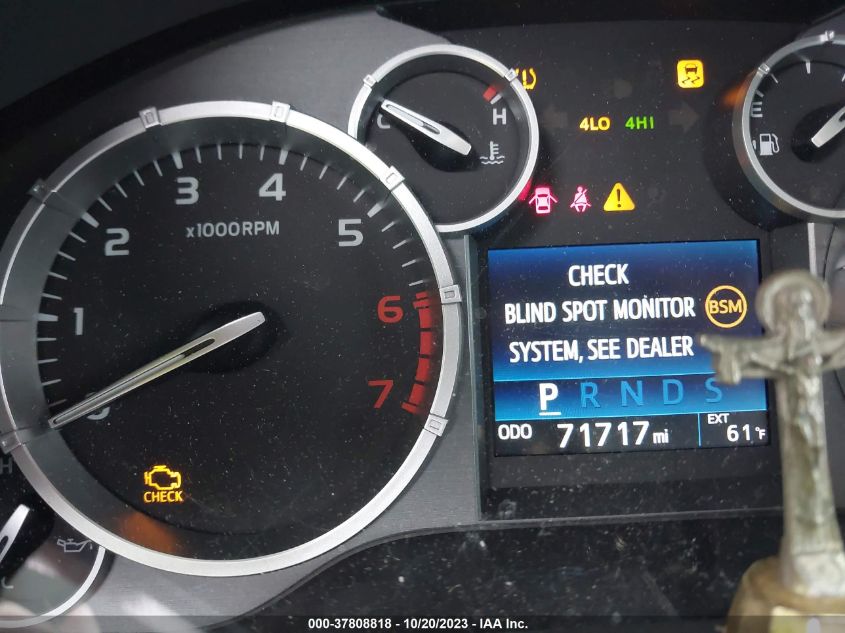 3 4
2 5
x1000RPM
1 6
0 7
CHECK
C H
4LO 4HI
E
CHECK
BLIND SPOT MONITOR BSM
SYSTEM, SEE DEALER
P R N D S
ODO 71717 mi EXT 61°F
H
L
000-37808818 - 10/20/2023 - IAA Inc.